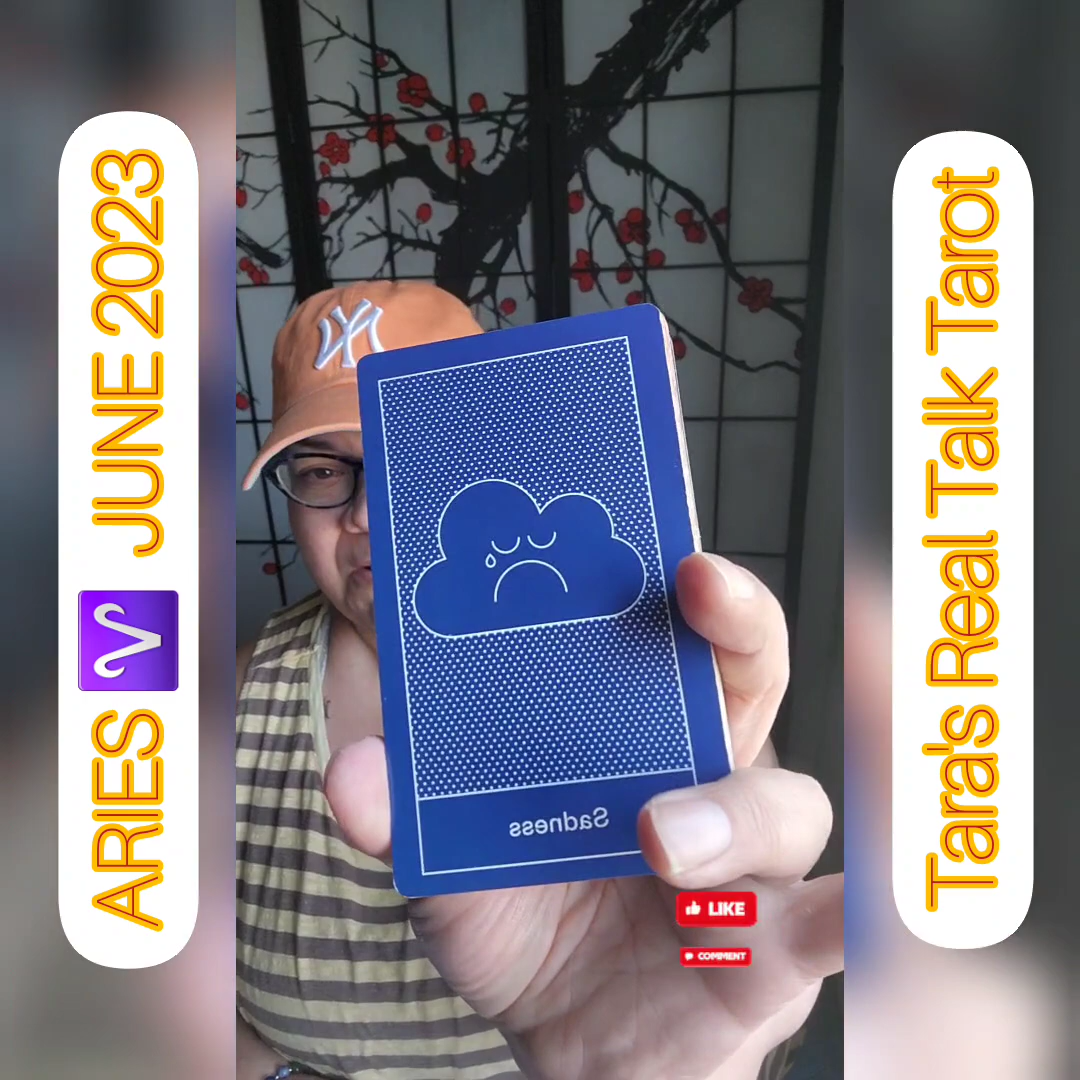 ARIES ♈ JUNE 2023
NY
Sadness
LIKE
COMMENT
Tara's Real Talk Tarot